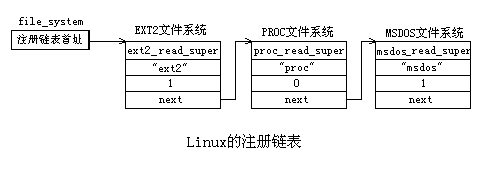 file_system
注册链表首址
EXT2文件系统
ext2_read_super
"ext2"
1
next
PROC文件系统
proc_read_super
"proc"
0
next
MSDOS文件系统
msdos_read_super
"msdos"
1
next
Linux的注册链表